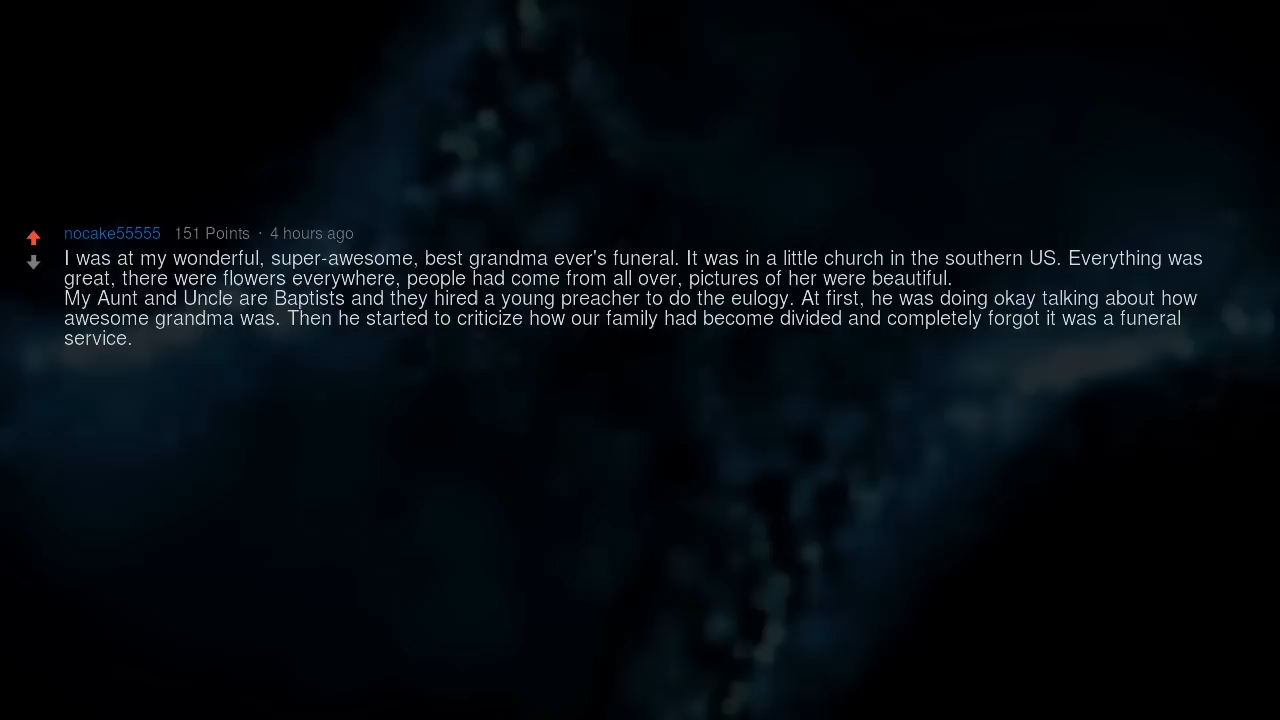 nocake55555 151 Points · 4 hours ago
I was at my wonderful, super-awesome, best grandma ever's funeral. It was in a little church in the southern US. Everything was
great, there were flowers everywhere, people had come from all over, pictures of her were beautiful.
My Aunt and Uncle are Baptists and they hired a young preacher to do the eulogy. At first, he was doing okay talking about how
awesome grandma was. Then he started to criticize how our family had become divided and completely forgot it was a funeral
service.